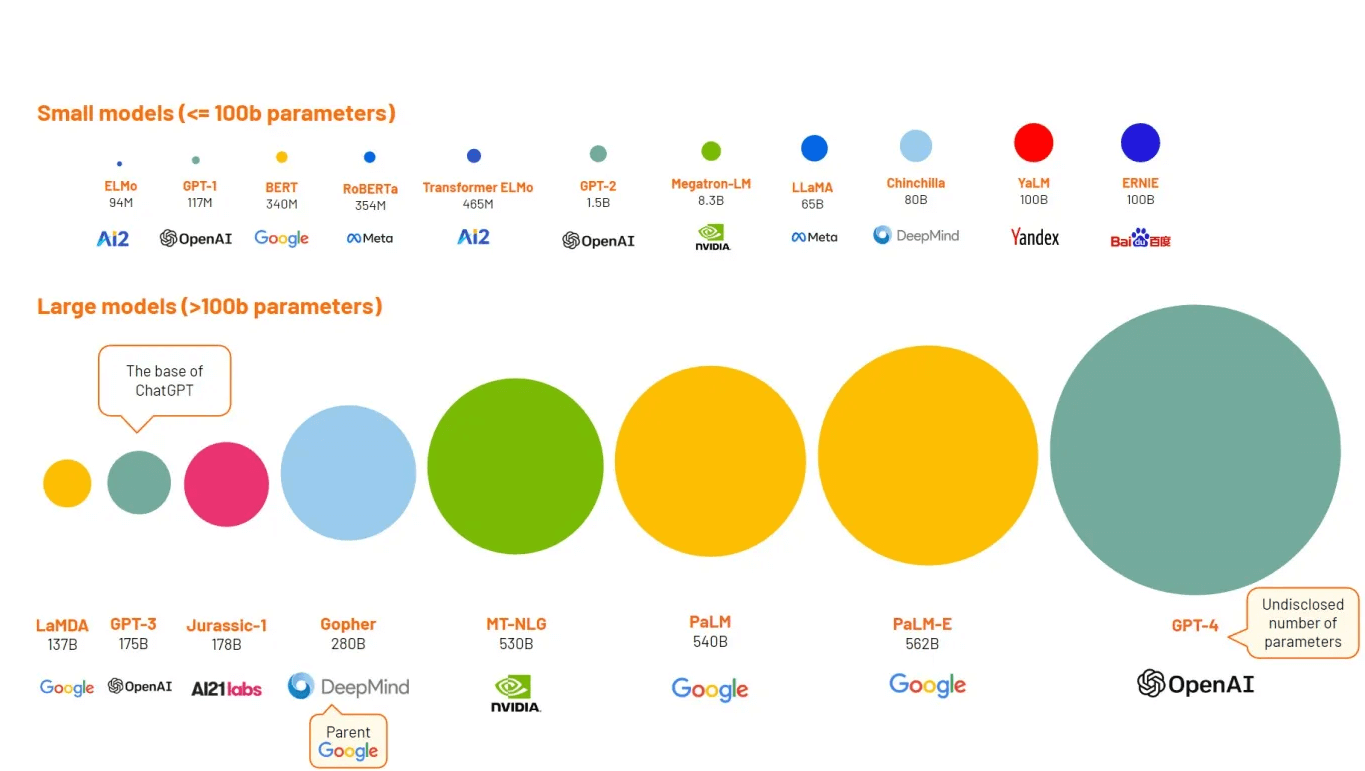 Small models (<= 100b parameters)
ELMo
94M
Ai2
GPT-1
117M
OpenAI
BERT
340M
Google
RoBERTa
354M
Meta
Transformer ELMo
465M
Ai2
GPT-2
1.5B
OpenAI
Megatron-LM
8.3B
NVIDIA.
LLaMA
65B
Meta
Chinchilla
80B
DeepMind
YaLM
100B
Yandex
ERNIE
100B
Bai du 百度
Large models (>100b parameters)
The base of
ChatGPT
LaMDA
137B
Google
GPT-3
175B
OpenAI
Jurassic-1
178B
AI21labs
Gopher
280B
DeepMind
Parent
Google
MT-NLG
530B
NVIDIA.
PaLM
540B
Google
PaLM-E
562B
Google
GPT-4
Undisclosed
number of
parameters
OpenAI